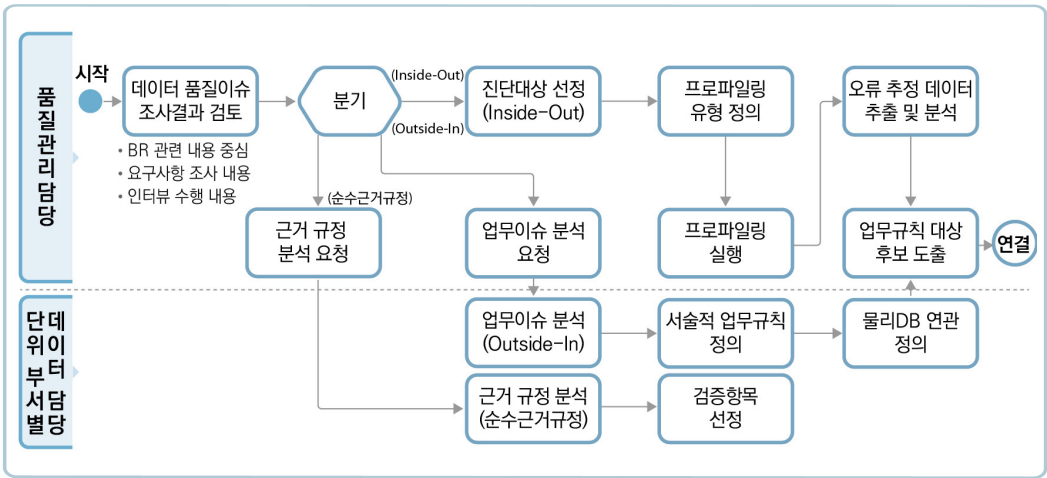 품질관리담당
시작
데이터 품질이슈
조사결과 검토
• BR 관련 내용 중심
• 요구사항 조사 내용
• 인터뷰 수행 내용
분기
(Inside-Out)
(Outside-In)
(순수근거규정)
진단대상 선정
(Inside-Out)
프로파일링
유형 정의
오류 추정 데이터
추출 및 분석
근거 규정
분석 요청
업무이슈 분석
요청
프로파일링
실행
업무규칙 대상
후보 도출
연결
단위 부서별
데이터 담당
업무이슈 분석
(Outside-In)
서술적 업무규칙
정의
물리DB 연관
정의
근거 규정 분석
(순수근거규정)
검증항목
선정